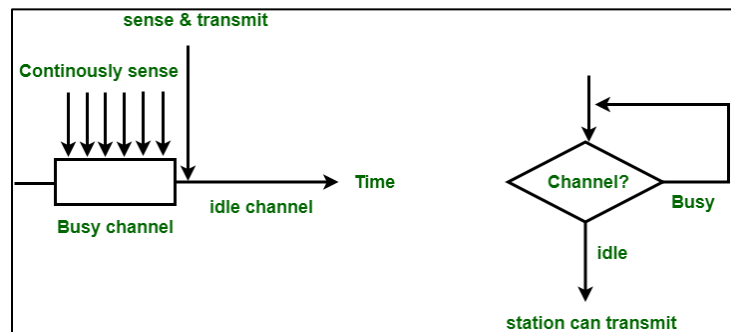 sense & transmit
Continously sense
Time
idle channel
Busy channel
Channel?
Busy
idle
station can transmit